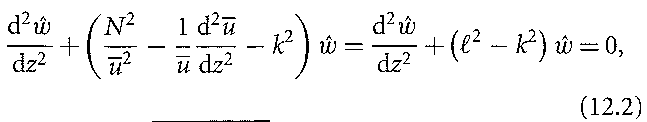 d²ŵ/dz² + (N²/ū² − 1/ū d²ū/dz² − k²) ŵ = d²ŵ/dz² + (ℓ² − k²) ŵ = 0,
(12.2)